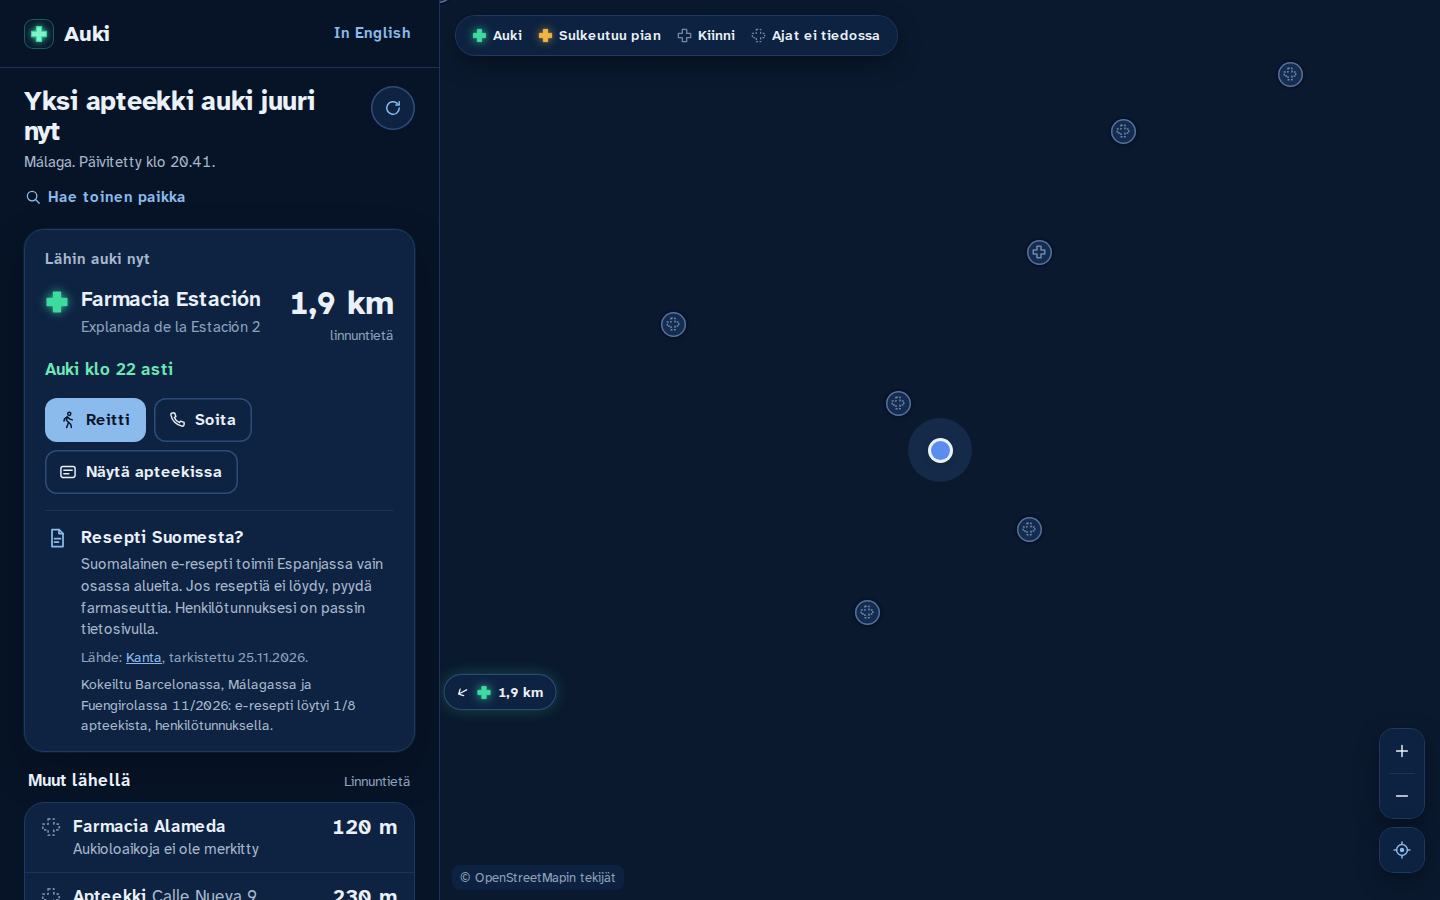 Auki
In English
Yksi apteekki auki juuri
nyt
Málaga. Päivitetty klo 20.41.
Hae toinen paikka
Lähin auki nyt
Farmacia Estación
1,9 km
Explanada de la Estación 2
linnuntietä
Auki klo 22 asti
Reitti
Soita
Näytä apteekissa
Resepti Suomesta?
Suomalainen e-resepti toimii Espanjassa vain
osassa alueita. Jos reseptiä ei löydy, pyydä
farmaseuttia. Henkilötunnuksesi on passin
tietosivulla.
Lähde: Kanta, tarkistettu 25.11.2026.
Kokeiltu Barcelonassa, Málagassa ja
Fuengirolassa 11/2026: e-resepti löytyi 1/8
apteekista, henkilötunnuksella.
Muut lähellä
Linnuntietä
Farmacia Alameda
120 m
Aukioloaikoja ei ole merkitty
Apteekki Calle Nueva 9
230 m
Auki
Sulkeutuu pian
Kiinni
Ajat ei tiedossa
1,9 km
+
−
© OpenStreetMapin tekijät